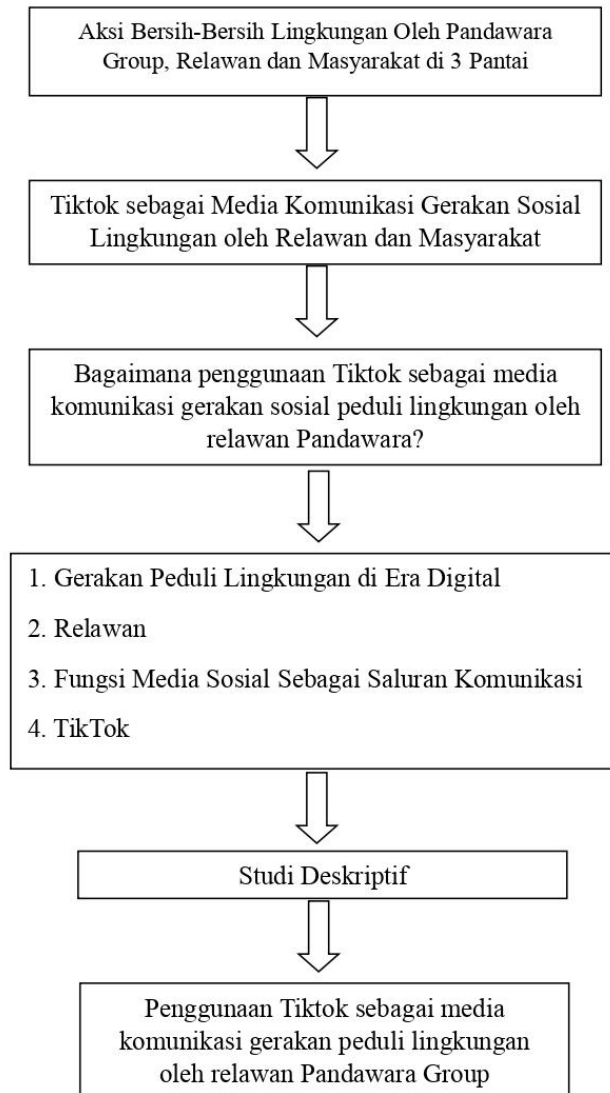 Aksi Bersih-Bersih Lingkungan Oleh Pandawara
Group, Relawan dan Masyarakat di 3 Pantai
Tiktok sebagai Media Komunikasi Gerakan Sosial
Lingkungan oleh Relawan dan Masyarakat
Bagaimana penggunaan Tiktok sebagai media
komunikasi gerakan sosial peduli lingkungan oleh
relawan Pandawara?
1. Gerakan Peduli Lingkungan di Era Digital
2. Relawan
3. Fungsi Media Sosial Sebagai Saluran Komunikasi
4. TikTok
Studi Deskriptif
Penggunaan Tiktok sebagai media
komunikasi gerakan peduli lingkungan
oleh relawan Pandawara Group